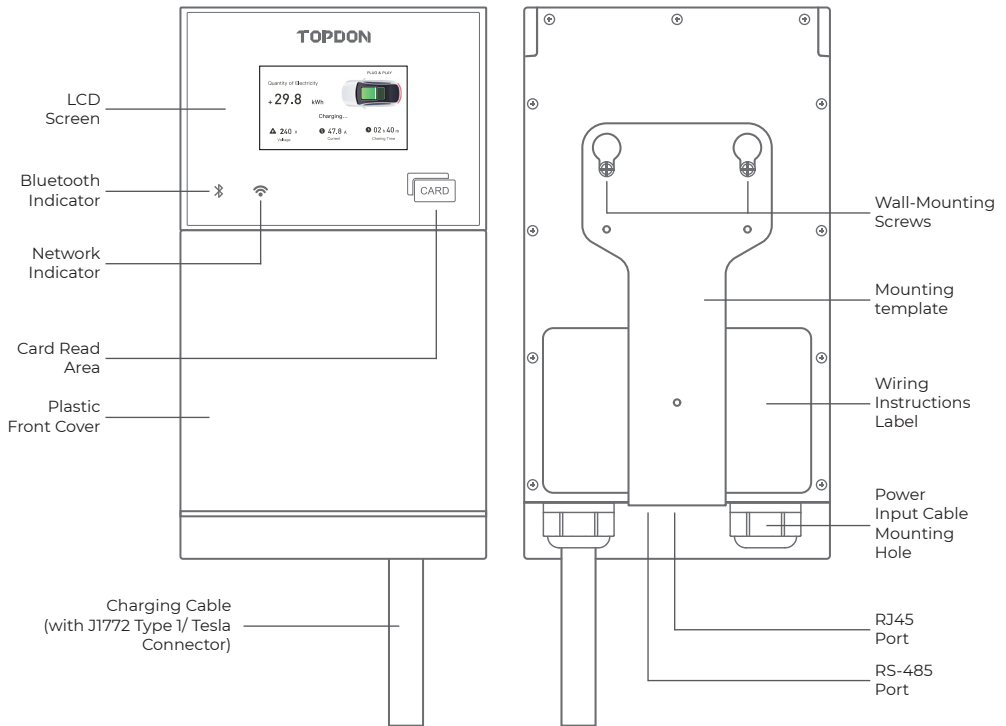 TOPDON
PLUG & PLAY
Quantity of Electricity
+ 29.8 kWh
Charging...
240 V
Voltage
47.8 A
Current
02 h 40 m
LCD
Screen
Bluetooth
Indicator
Network
Indicator
CARD
Card Read
Area
Plastic
Front Cover
Charging Cable
(with J1772 Type 1/ Tesla
Connector)
Wall-Mounting
Screws
Mounting
template
Wiring
Instructions
Label
Power
Input Cable
Mounting
Hole
RJ45
Port
RS-485
Port